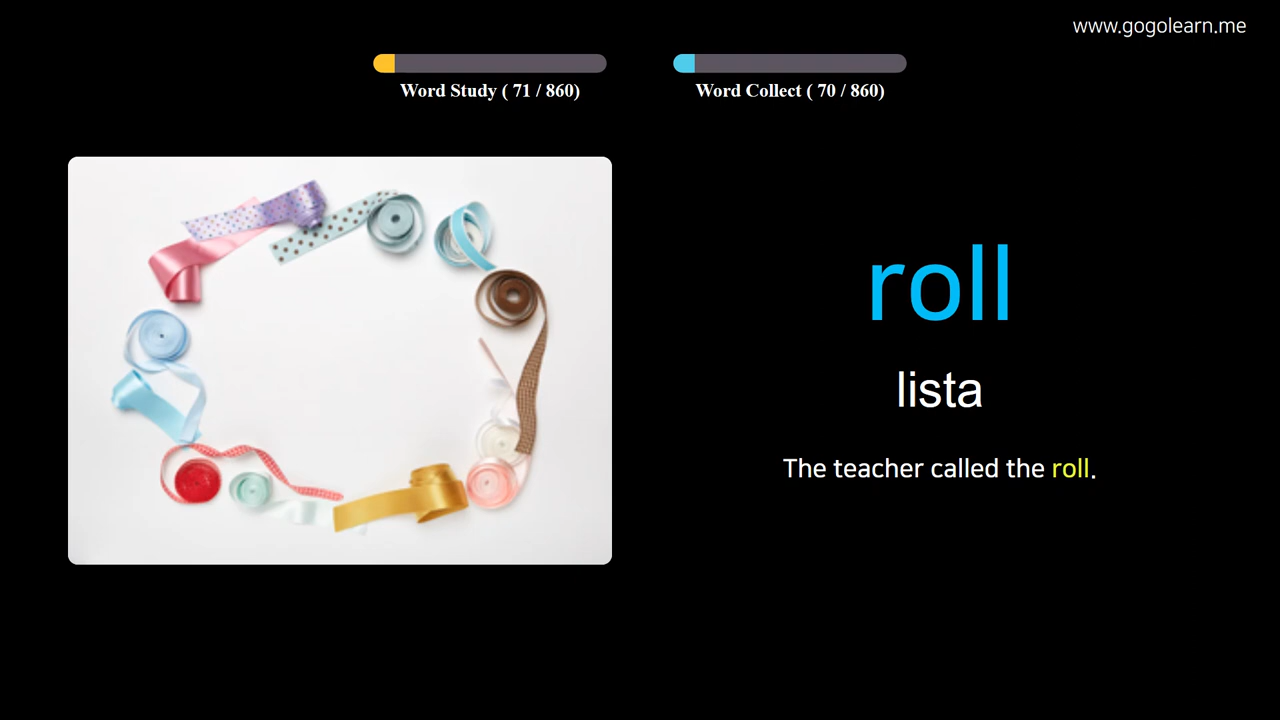 www.gogolearn.me
Word Study ( 71 / 860)
Word Collect ( 70 / 860)
roll
lista
The teacher called the roll.